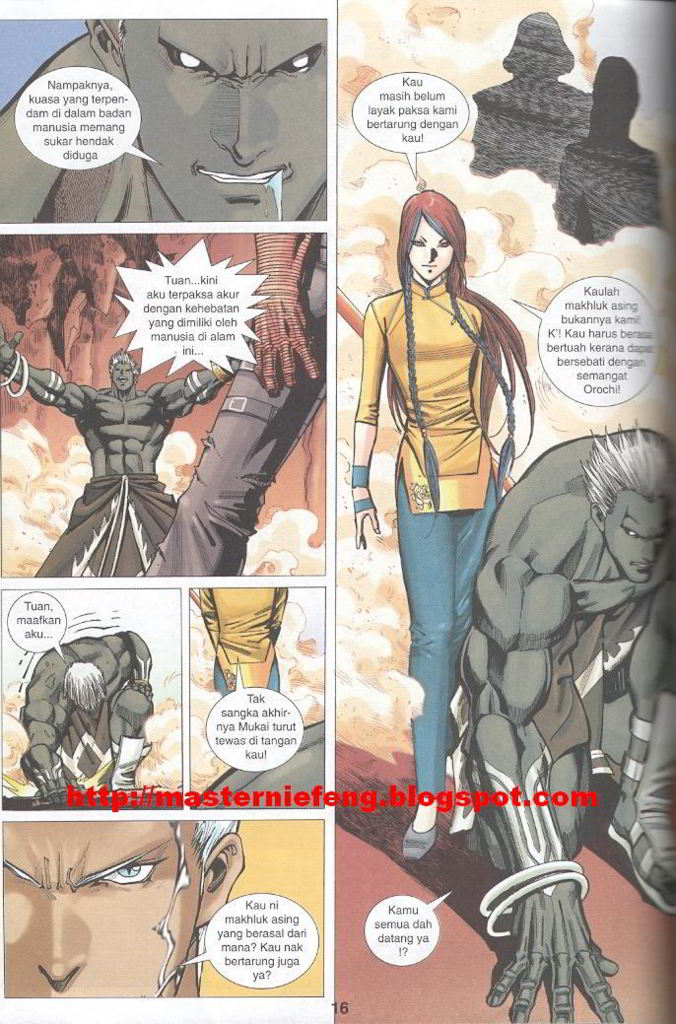 Nampaknya,
kuasa yang terpen-
dam di dalam badan
manusia memang
sukar hendak
diduga
Tuan...kini
aku terpaksa akur
dengan kehebatan
yang dimiliki oleh
manusia di alam
ini...
Tuan,
maafkan
aku...
Tak
sangka akhir-
nya Mukai turut
tewas di tangan
kau!
Kau ni
makhluk asing
yang berasal dari
mana? Kau nak
bertarung juga
ya?
Kau
masih belum
layak paksa kami
bertarung dengan
kau!
Kaulah
makhluk asing
bukannya kami!
K'! Kau harus
bertuah kerana
bersebati dengan
semangat
Orochi!
Kamu
semua dah
datang ya
!?
http://masterniefeng.blogspot.com
16